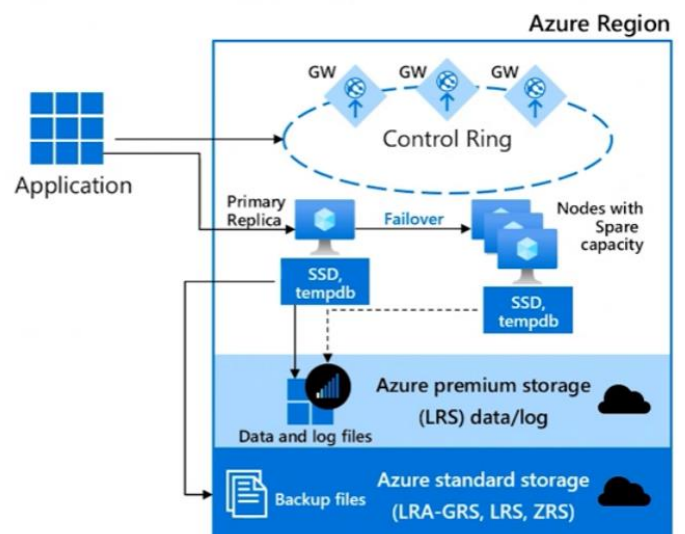 Azure Region
GW
GW
GW
Control Ring
Application
Primary
Replica
Failover
Nodes with
Spare
capacity
SSD,
tempdb
SSD,
tempdb
Azure premium storage
(LRS) data/log
Data and log files
Azure standard storage
Backup files
(LRA-GRS, LRS, ZRS)